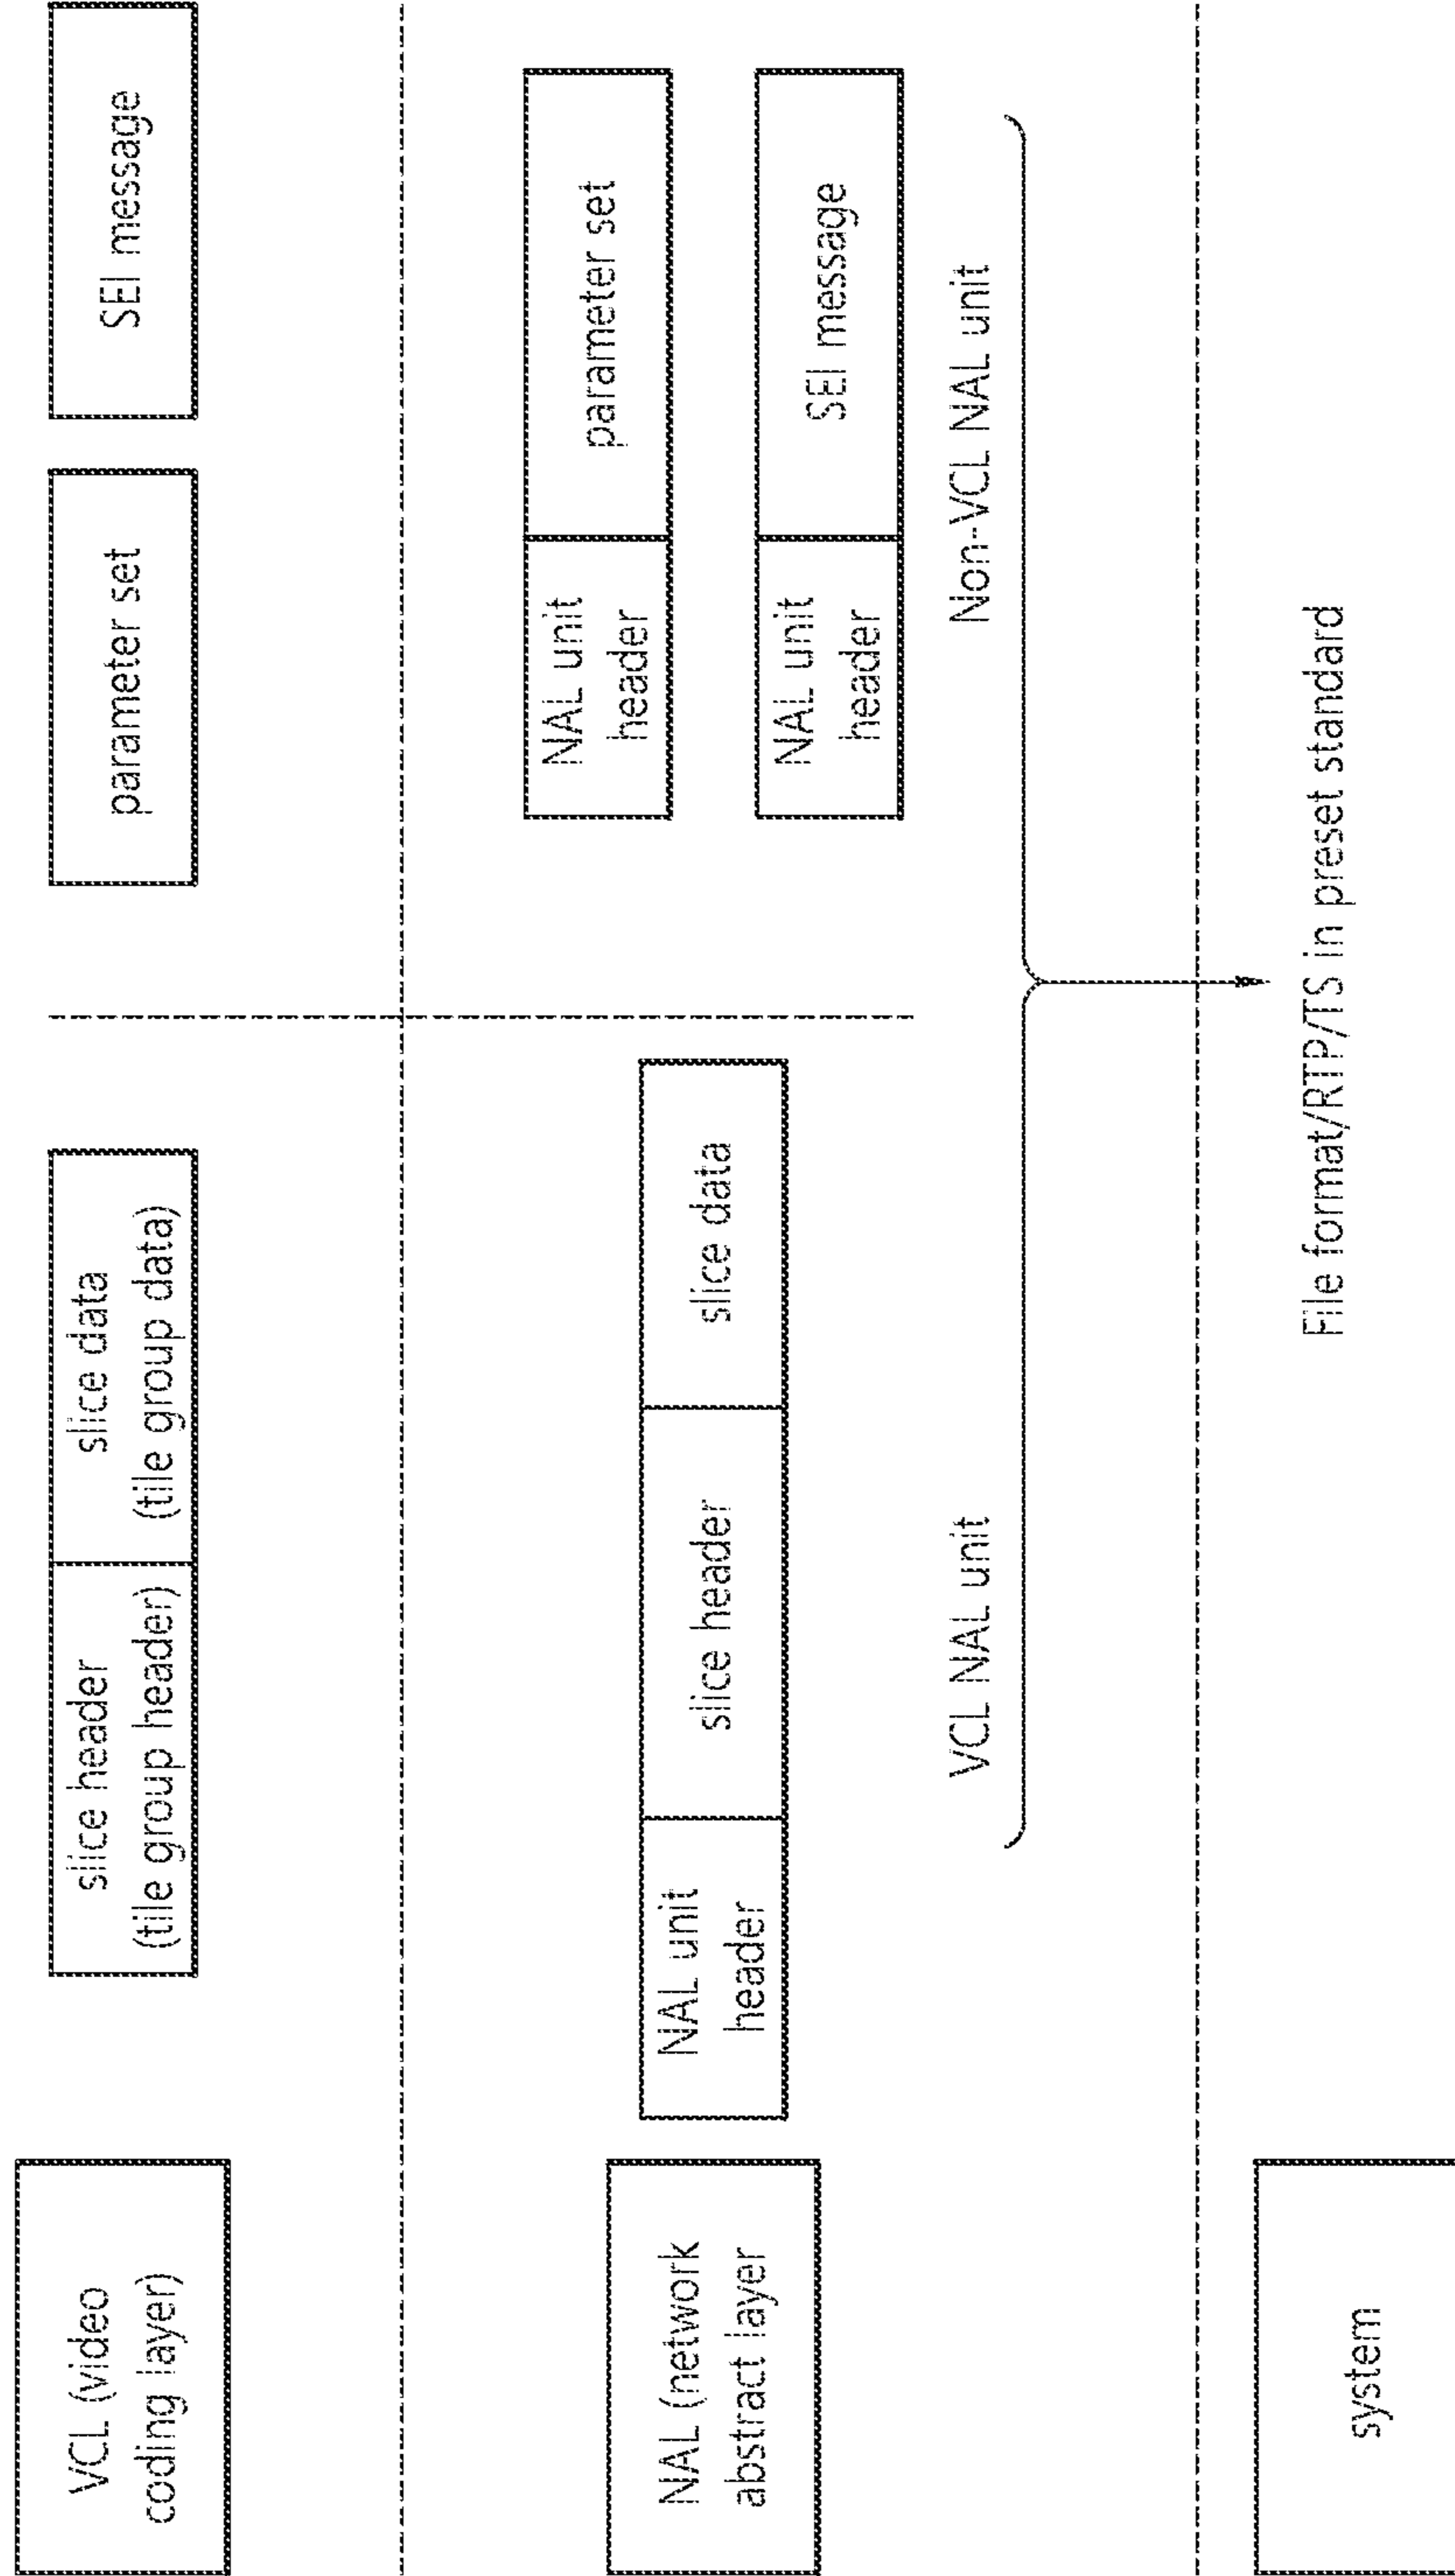 VCL (video
coding layer)
slice header
(tile group header)
slice data
(tile group data)
parameter set
SEI message
NAL (network
abstract layer
NAL unit
header
slice header
slice data
NAL unit
header
parameter set
NAL unit
header
SEI message
VCL NAL unit
Non-VCL NAL unit
system
File format/RTP/TS in preset standard